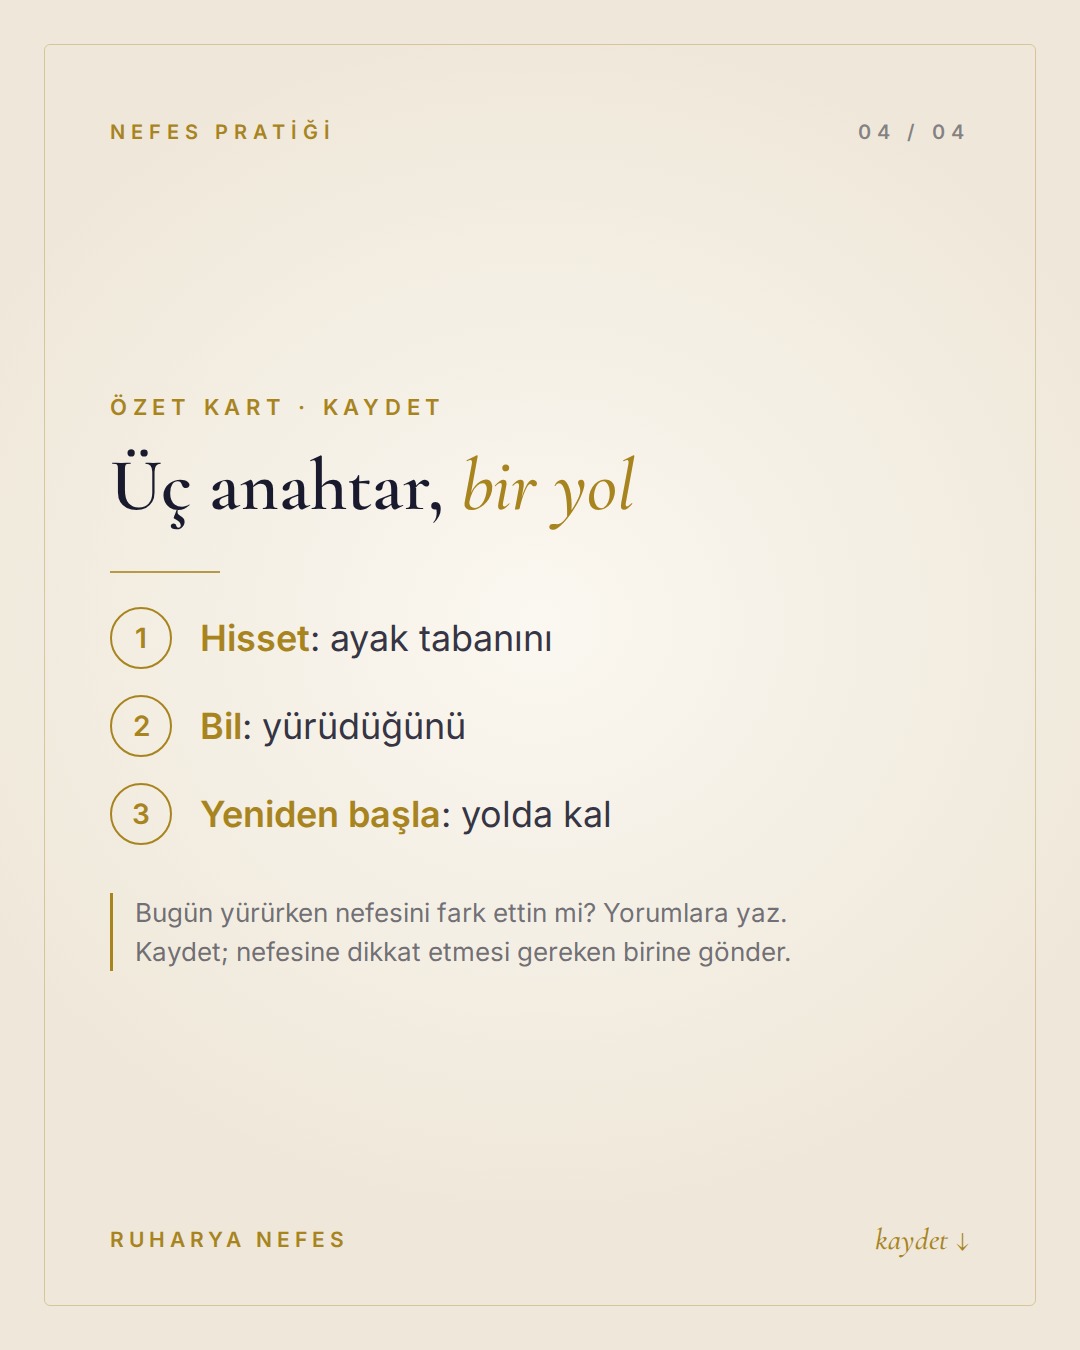 NEFES PRATİĞİ
04 / 04
ÖZET KART · KAYDET
Üç anahtar, bir yol
1 Hisset: ayak tabanını
2 Bil: yürüdüğünü
3 Yeniden başla: yolda kal
Bugün yürürken nefesini fark ettin mi? Yorumlara yaz.
Kaydet; nefesine dikkat etmesi gereken birine gönder.
RUHARYA NEFES
kaydet ↓